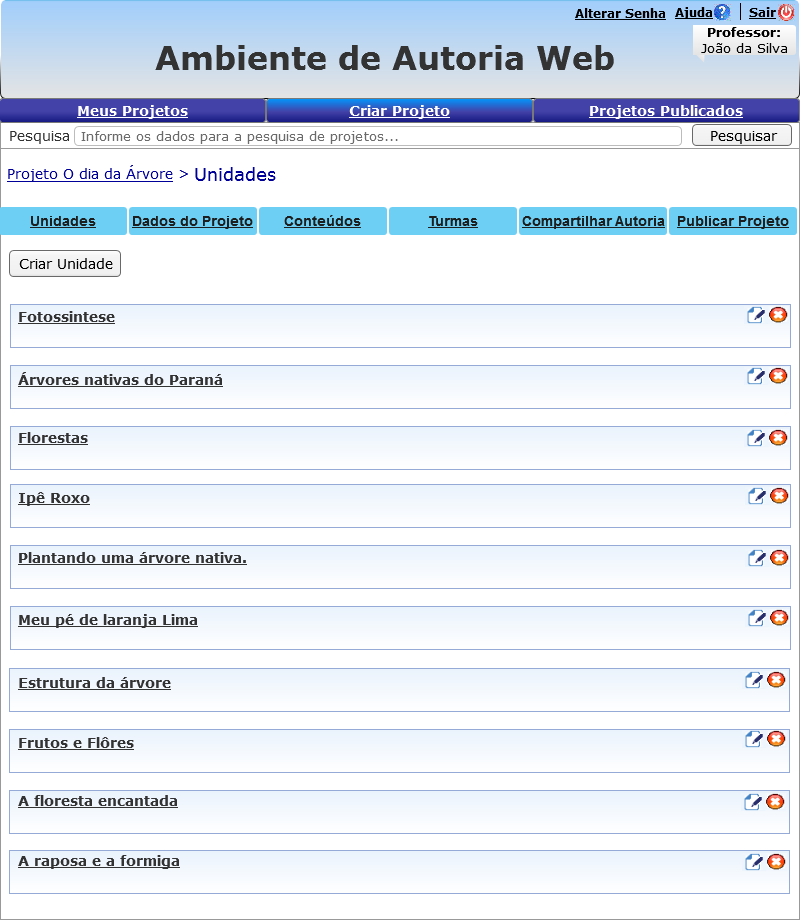 Alterar Senha Ajuda? | Sair
Professor:
João da Silva
Ambiente de Autoria Web
Meus Projetos Criar Projeto Projetos Publicados
Pesquisa Informe os dados para a pesquisa de projetos... Pesquisar
Projeto O dia da Árvore > Unidades
Unidades Dados do Projeto Conteúdos Turmas Compartilhar Autoria Publicar Projeto
Criar Unidade
Fotossintese
Árvores nativas do Paraná
Florestas
Ipê Roxo
Plantando uma árvore nativa.
Meu pé de laranja Lima
Estrutura da árvore
Frutos e Flôres
A floresta encantada
A raposa e a formiga